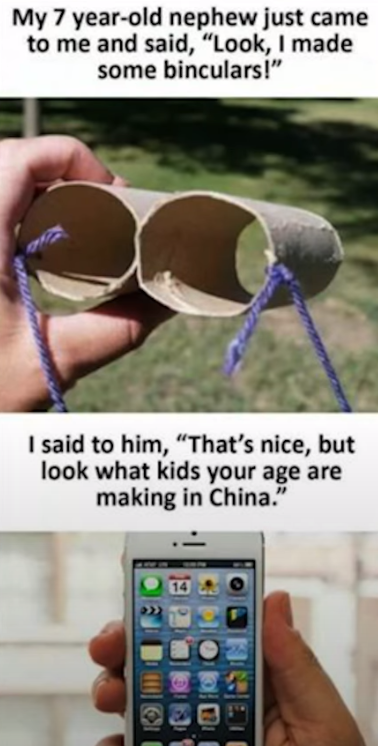 My 7 year-old nephew just came
to me and said, “Look, I made
some binculars!”
I said to him, “That’s nice, but
look what kids your age are
making in China.”
14